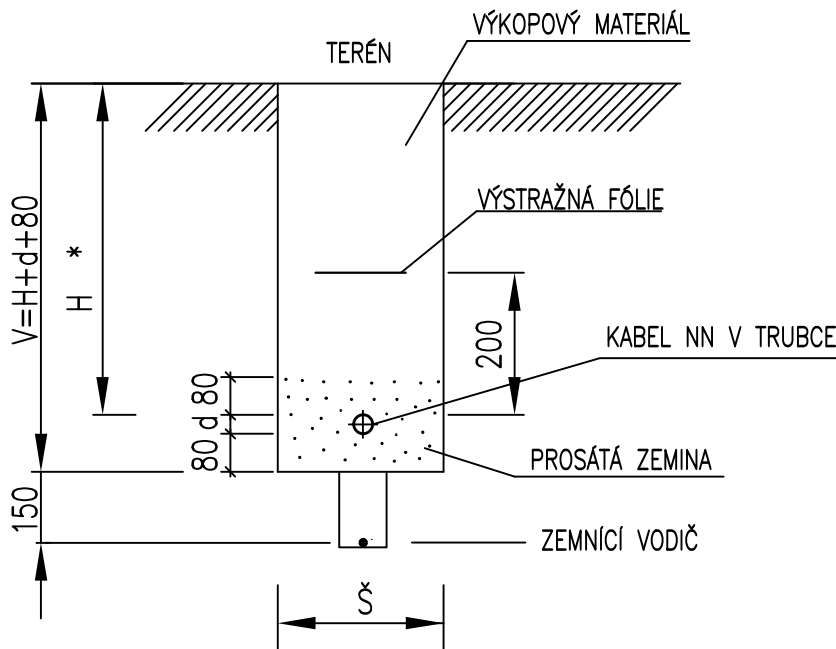 VÝKOPOVÝ MATERIÁL
TERÉN
VÝSTRAŽNÁ FÓLIE
V=H+d+80
H *
200
KABEL NN V TRUBCE
80 d 80
PROSÁTÁ ZEMINA
150
ZEMNÍCÍ VODIČ
Š